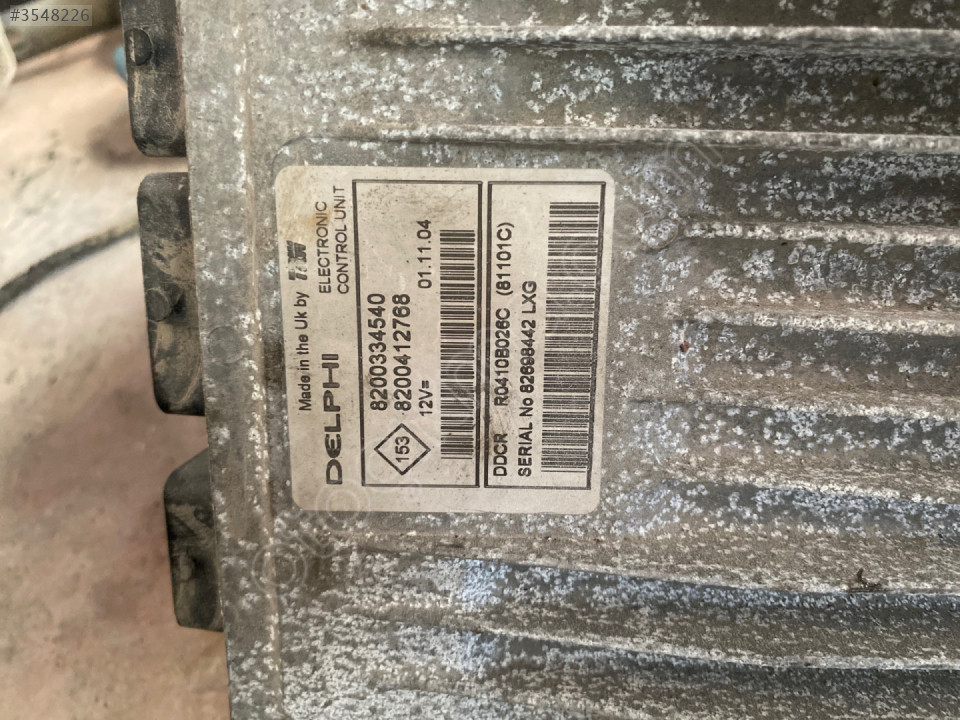 #3548226
Made in the Uk by TRW
DELPHI
ELECTRONIC
CONTROL UNIT
153
8200334540
8200412768
12V=
01.11.04
DDCR R0410B026C (81101C)
SERIAL No 82698442 LXG